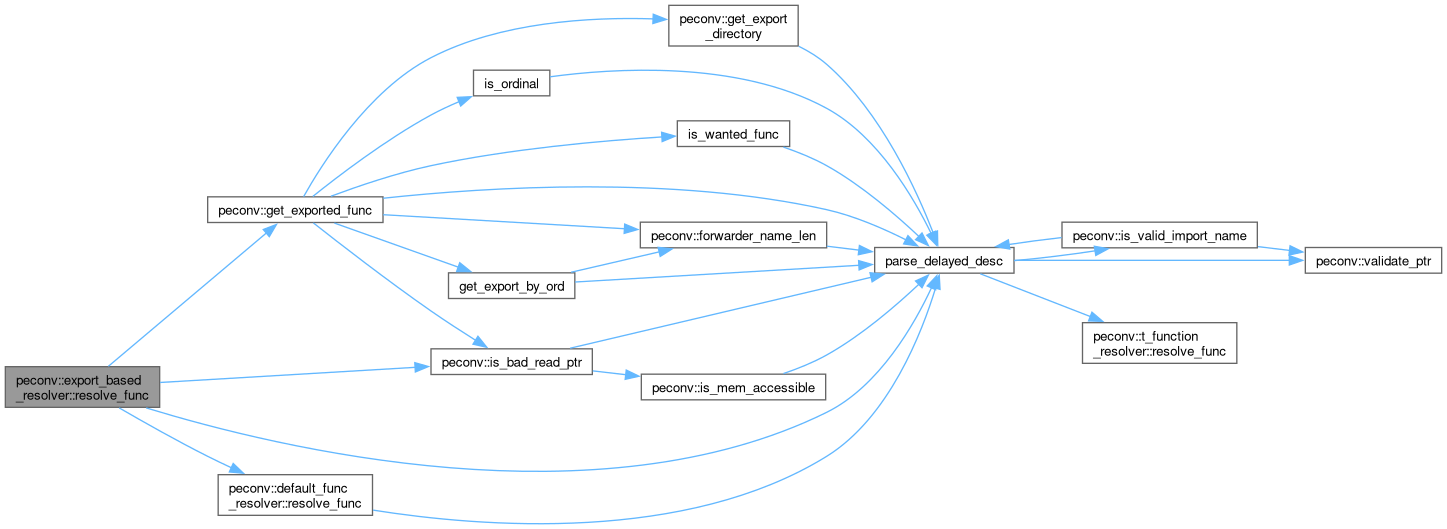 peconv::get_export
_directory
is_ordinal
is_wanted_func
peconv::get_exported_func
peconv::forwarder_name_len
peconv::is_valid_import_name
parse_delayed_desc
peconv::validate_ptr
get_export_by_ord
peconv::t_function
_resolver::resolve_func
peconv::is_bad_read_ptr
peconv::export_based
_resolver::resolve_func
peconv::is_mem_accessible
peconv::default_func
_resolver::resolve_func